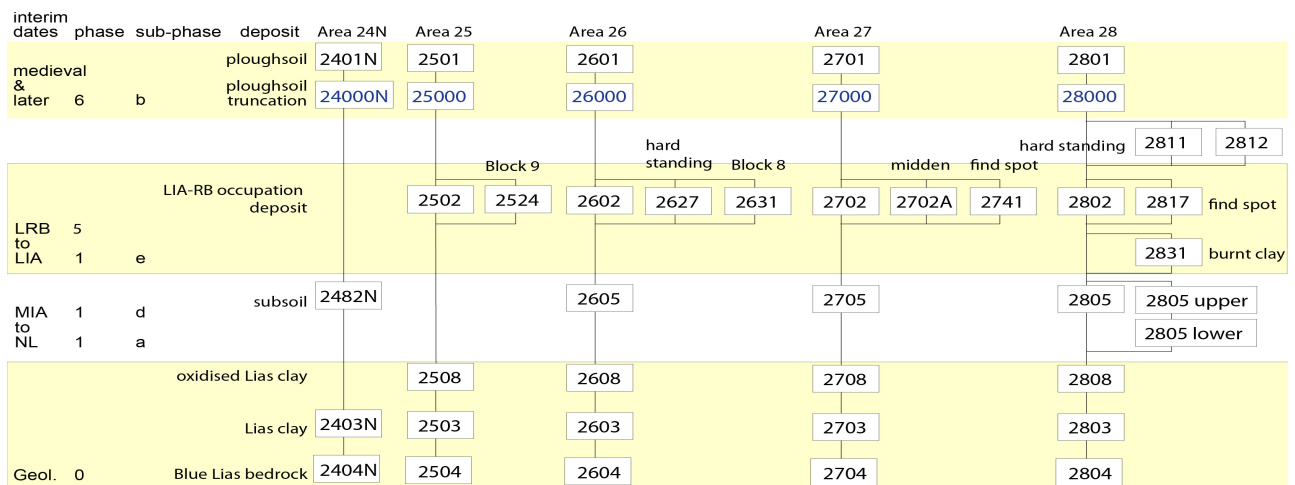 interim
dates phase sub-phase deposit Area 24N Area 25 Area 26 Area 27 Area 28
ploughsoil 2401N 2501 2601 2701 2801
medieval
&
later 6 b
ploughsoil
truncation 24000N 25000 26000 27000 28000
hard standing 2811 2812
hard
standing
Block 9 Block 8 midden find spot
LIA-RB occupation
deposit 2502 2524 2602 2627 2631 2702 2702A 2741 2802 2817 find spot
LRB 5
to
LIA 1 e
2831 burnt clay
subsoil 2482N 2605 2705 2805 2805 upper
2805 lower
MIA 1 d
to
NL 1 a
oxidised Lias clay 2508 2608 2708 2808
Lias clay 2403N 2503 2603 2703 2803
Geol. 0 Blue Lias bedrock 2404N 2504 2604 2704 2804